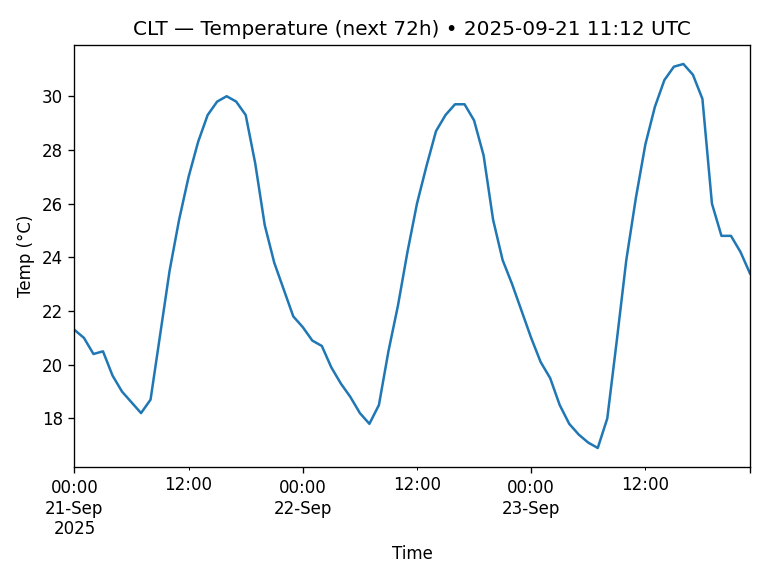 CLT — Temperature (next 72h) • 2025-09-21 11:12 UTC
Temp (°C)
30
28
26
24
22
20
18
00:00 12:00 00:00 12:00 00:00 12:00
21-Sep 22-Sep 23-Sep
2025
Time